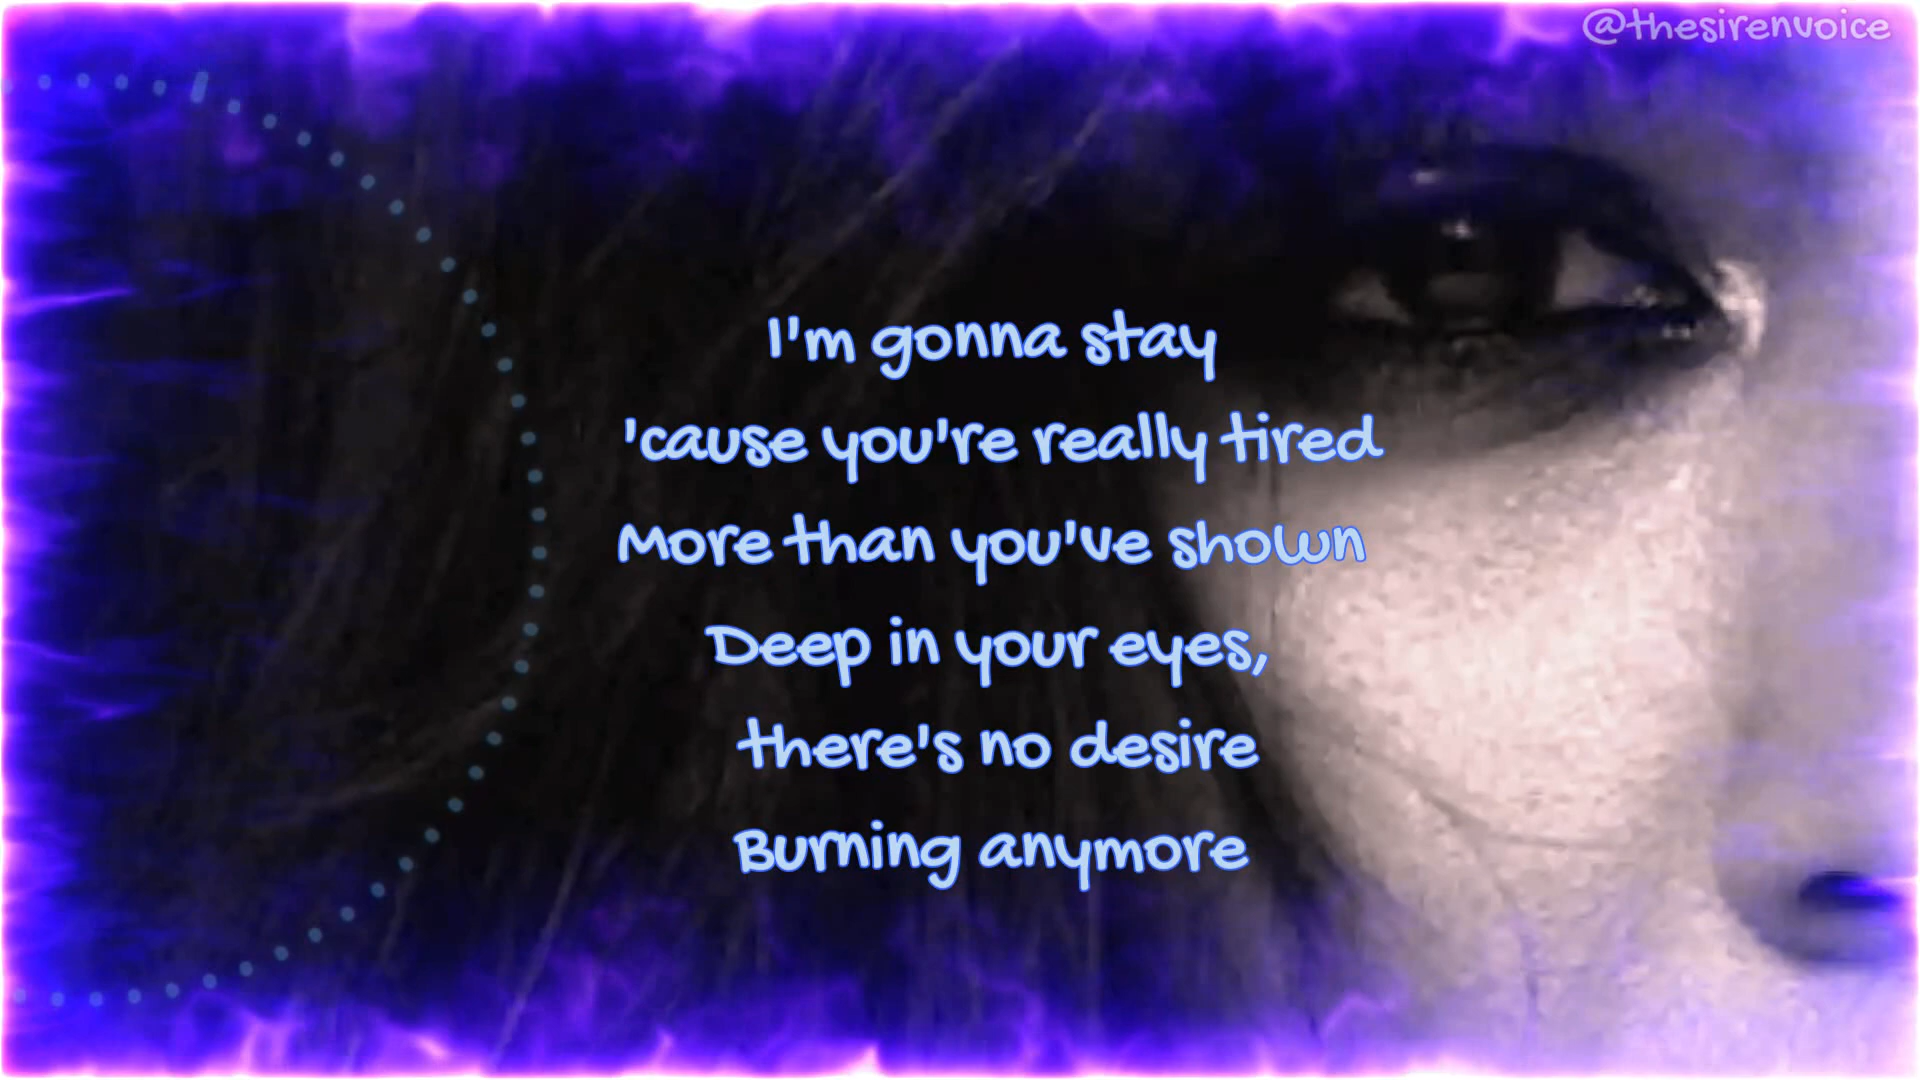 @thesirenvoice
I'm gonna stay
'cause you're really tired
More than you've shown
Deep in your eyes,
there's no desire
Burning anymore